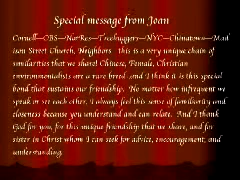 Special message from Joan
Cornell--OBS--NatRes--Treehuggers--NYC--Chinatown--Mad
ison Street Church, Neighbors this is a very unique chain of
similarities that we share! Chinese, Female, Christian
environmentalists are a rare breed and I think it is this special
bond that sustains our friendship. No matter how infrequent we
speak or see each other, I always feel this sense of familiarity and
closeness because you understand and can relate. And I thank
God for you, for this unique friendship that we share, and for
sister in Christ whom I can seek for advice, encouragement, and
understanding.